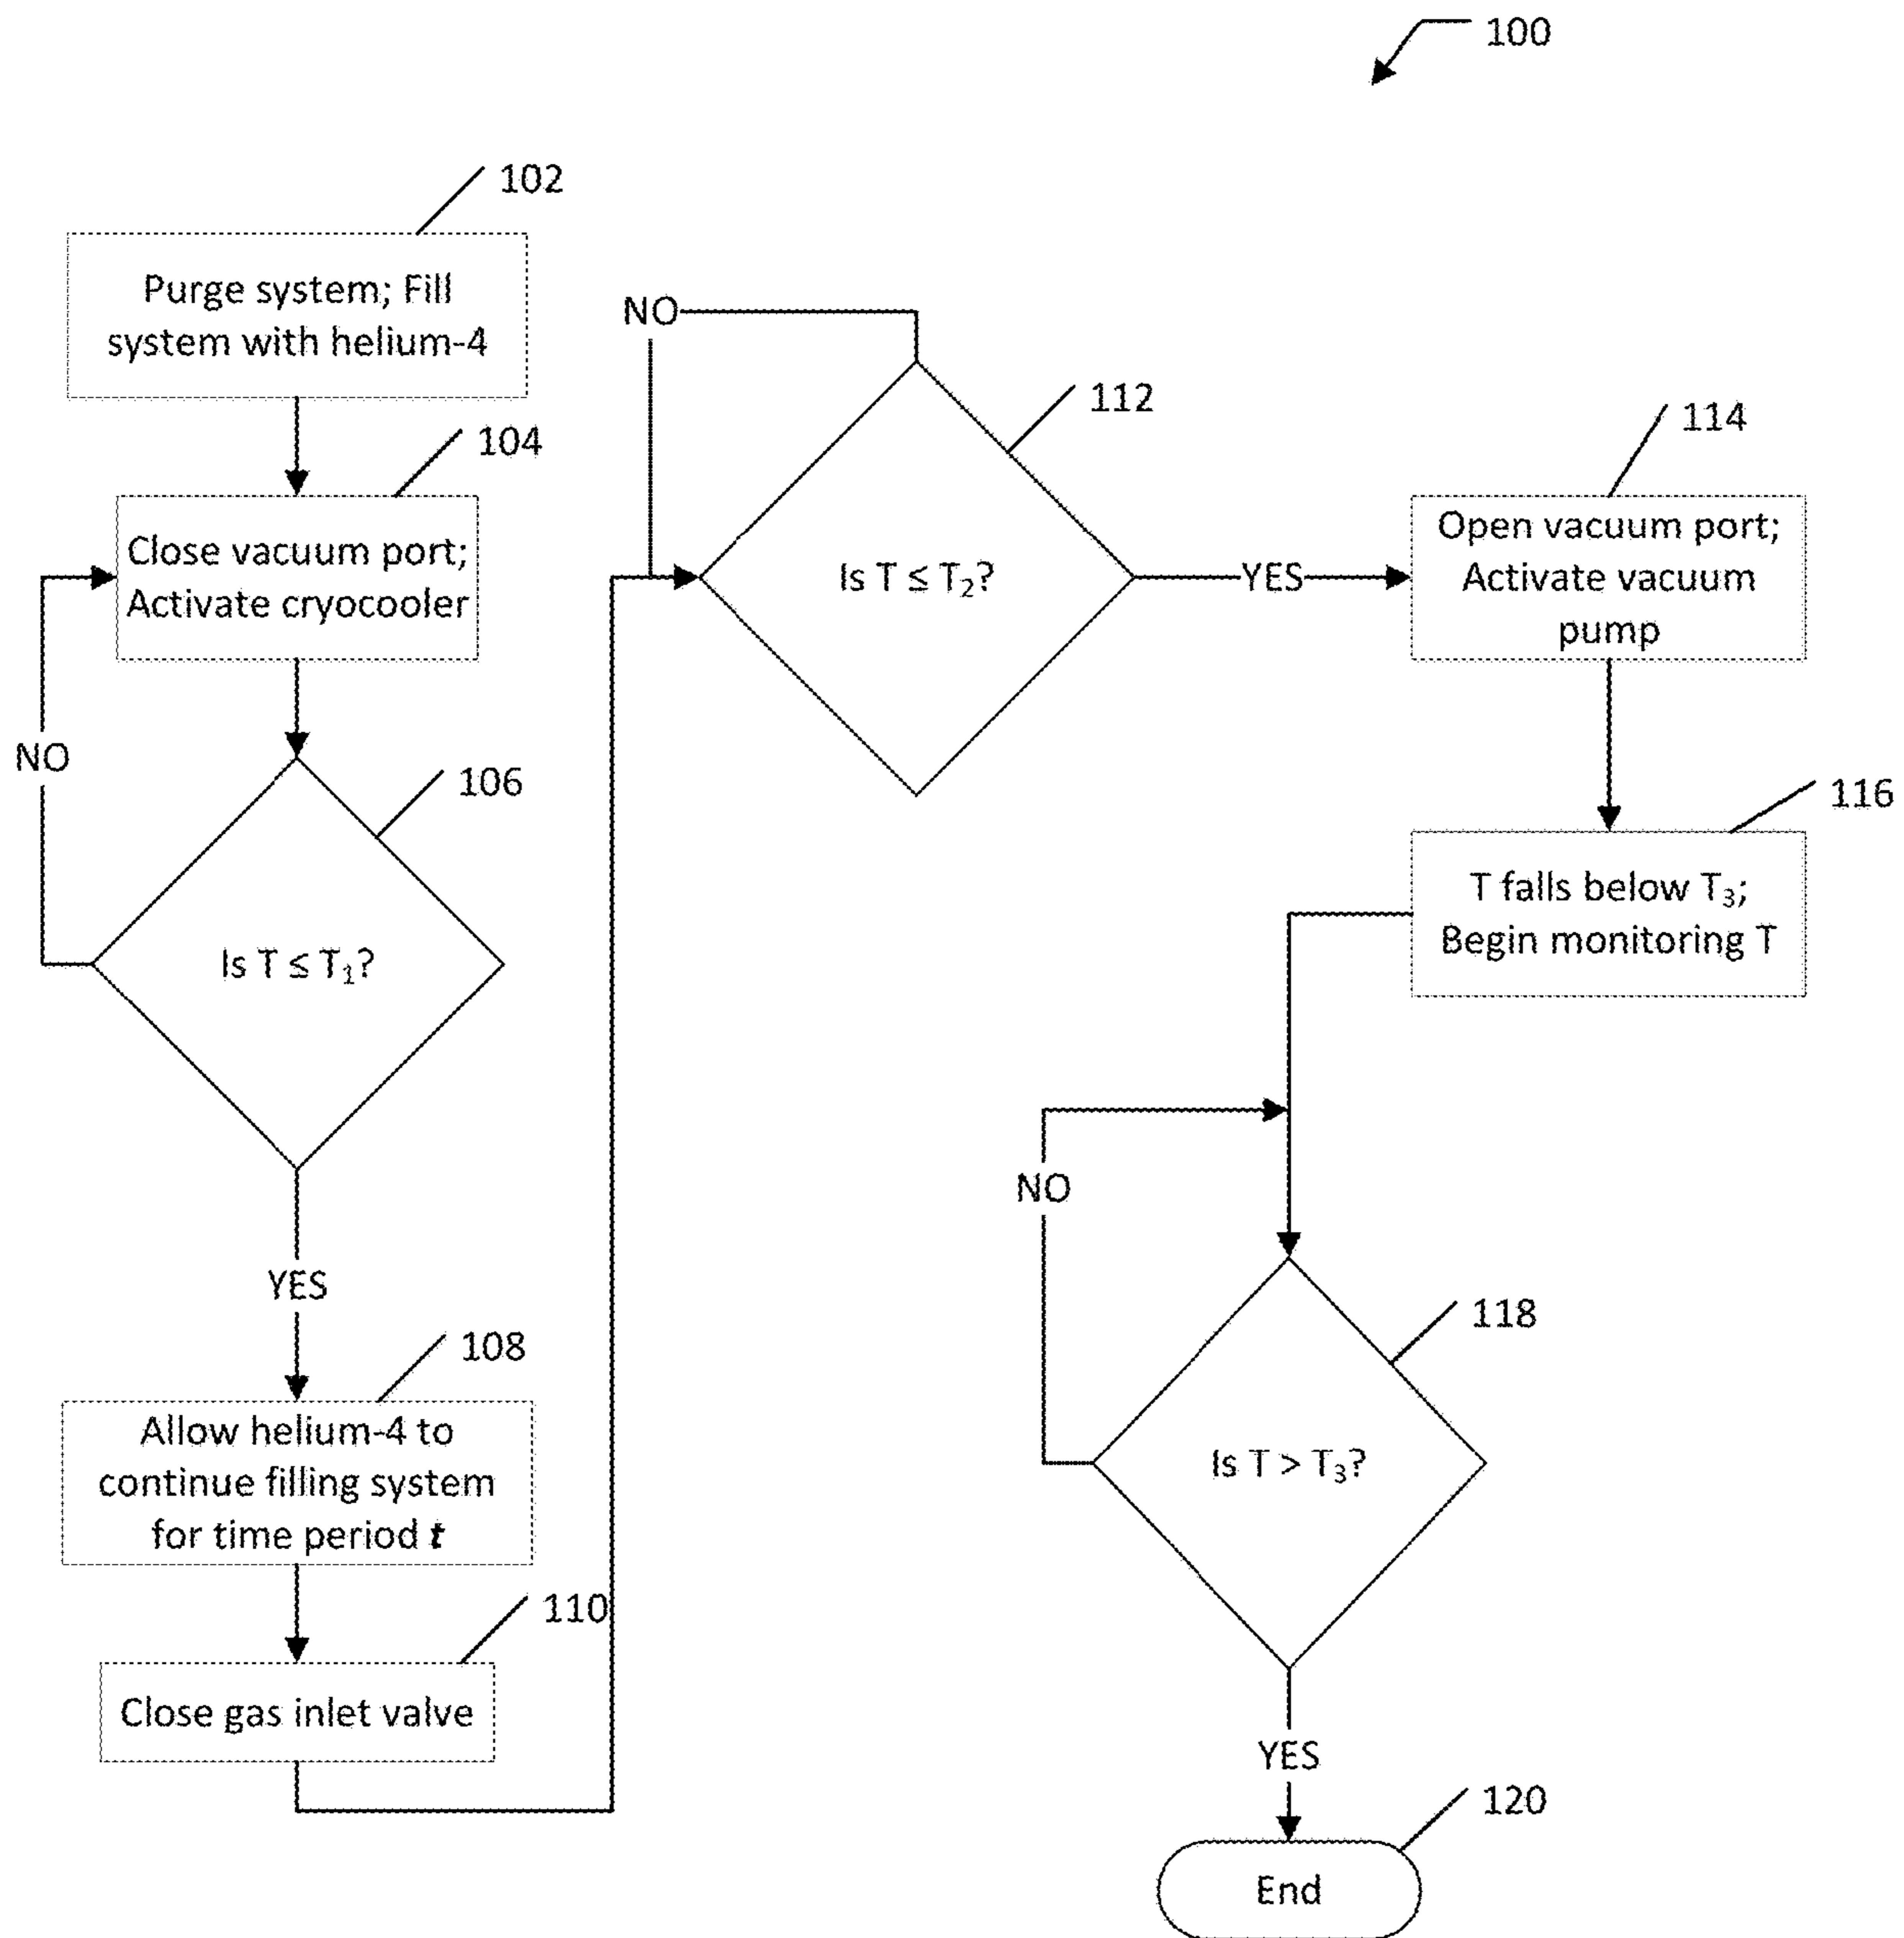 100
102
Purge system; Fill
system with helium-4
104
Close vacuum port;
Activate cryocooler
NO
106
Is T ≤ T₁?
YES
108
Allow helium-4 to
continue filling system
for time period t
110
Close gas inlet valve
NO
112
Is T ≤ T₂?
YES
114
Open vacuum port;
Activate vacuum
pump
116
T falls below T₃;
Begin monitoring T
NO
118
Is T > T₃?
YES
120
End